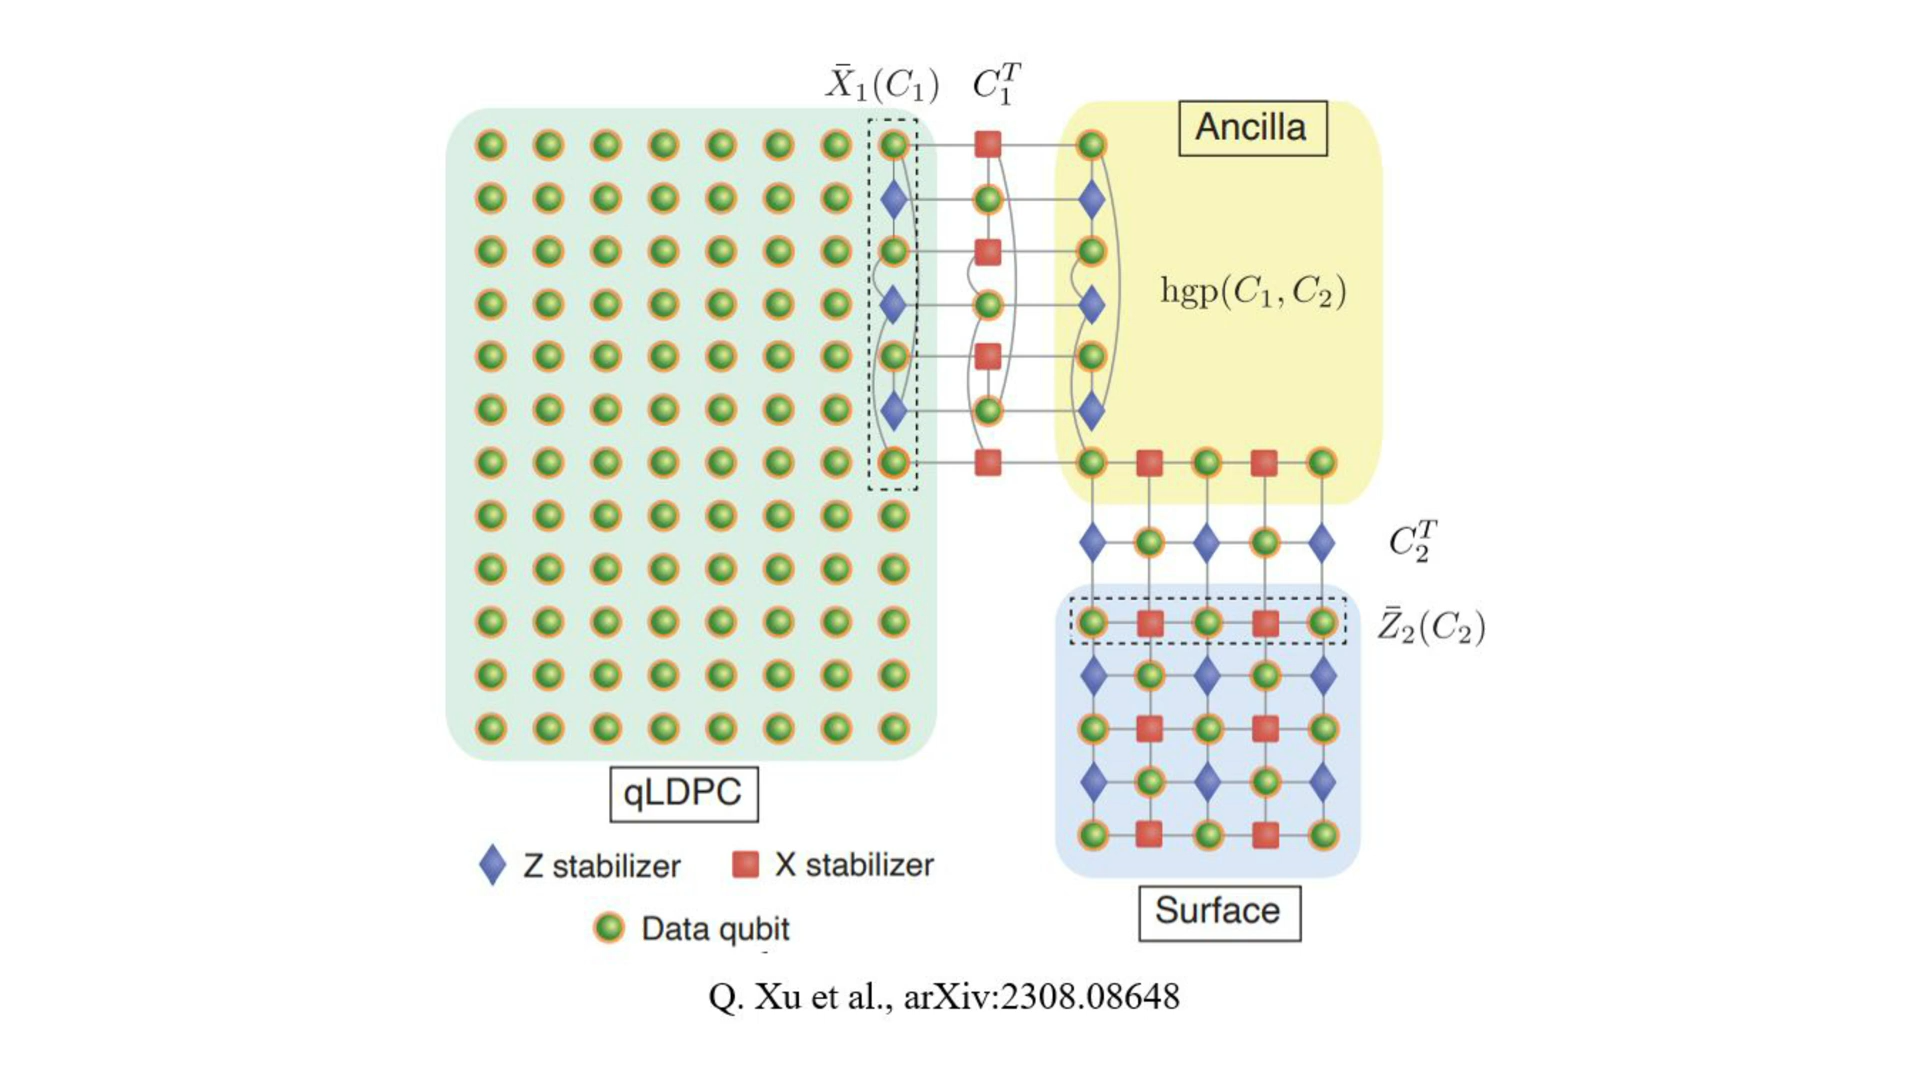 X̄₁(C₁)
C₁ᵀ
Ancilla
hgp(C₁, C₂)
C₂ᵀ
Z̄₂(C₂)
qLDPC
Z stabilizer
X stabilizer
Data qubit
Surface
Q. Xu et al., arXiv:2308.08648